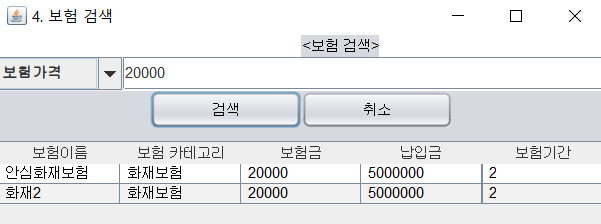 4. 보험 검색
<보험 검색>
보험가격 20000
검색 취소
보험이름 보험 카테고리 보험금 납입금 보험기간
안심화재보험 화재보험 20000 5000000 2
화재2 화재보험 20000 5000000 2